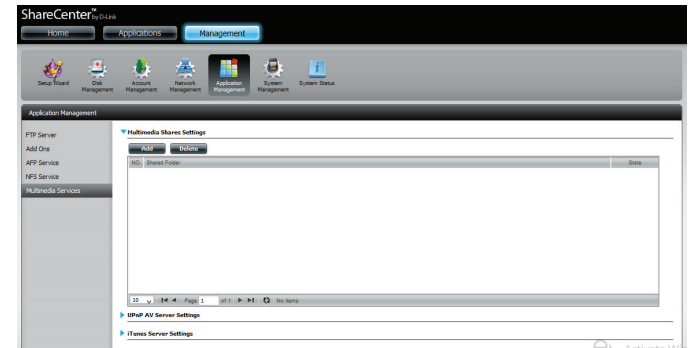 ShareCenter™ by D-Link
Home Applications Management
Setup Wizard Disk Management Account Management Network Management Application Management System Management System Status
Application Management
FTP Server
Add Ons
AFP Service
NFS Service
Multimedia Services
Multimedia Shares Settings
Add Delete
NO. Shared Folder State
10 Page 1 of 1 No items
UPnP AV Server Settings
iTunes Server Settings